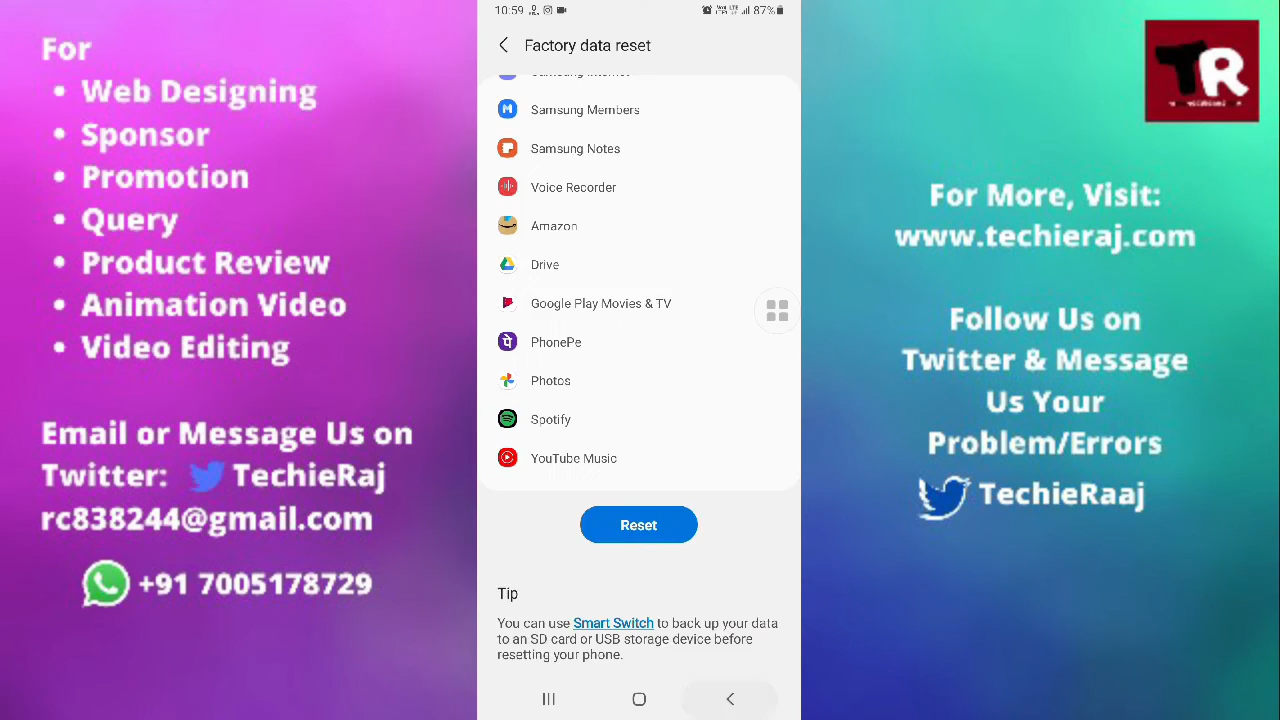 For
• Web Designing
• Sponsor
• Promotion
• Query
• Product Review
• Animation Video
• Video Editing
Email or Message Us on
Twitter: TechieRaj
rc838244@gmail.com
+91 7005178729
10:59
87%
Factory data reset
Samsung Internet
Samsung Members
Samsung Notes
Voice Recorder
Amazon
Drive
Google Play Movies & TV
PhonePe
Photos
Spotify
YouTube Music
Reset
Tip
You can use Smart Switch to back up your data
to an SD card or USB storage device before
resetting your phone.
TR
For More, Visit:
www.techieraj.com
Follow Us on
Twitter & Message
Us Your
Problem/Errors
TechieRaaj